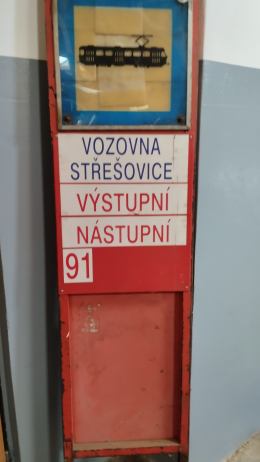 VOZOVNA
STŘEŠOVICE
VÝSTUPNÍ
NÁSTUPNÍ
91